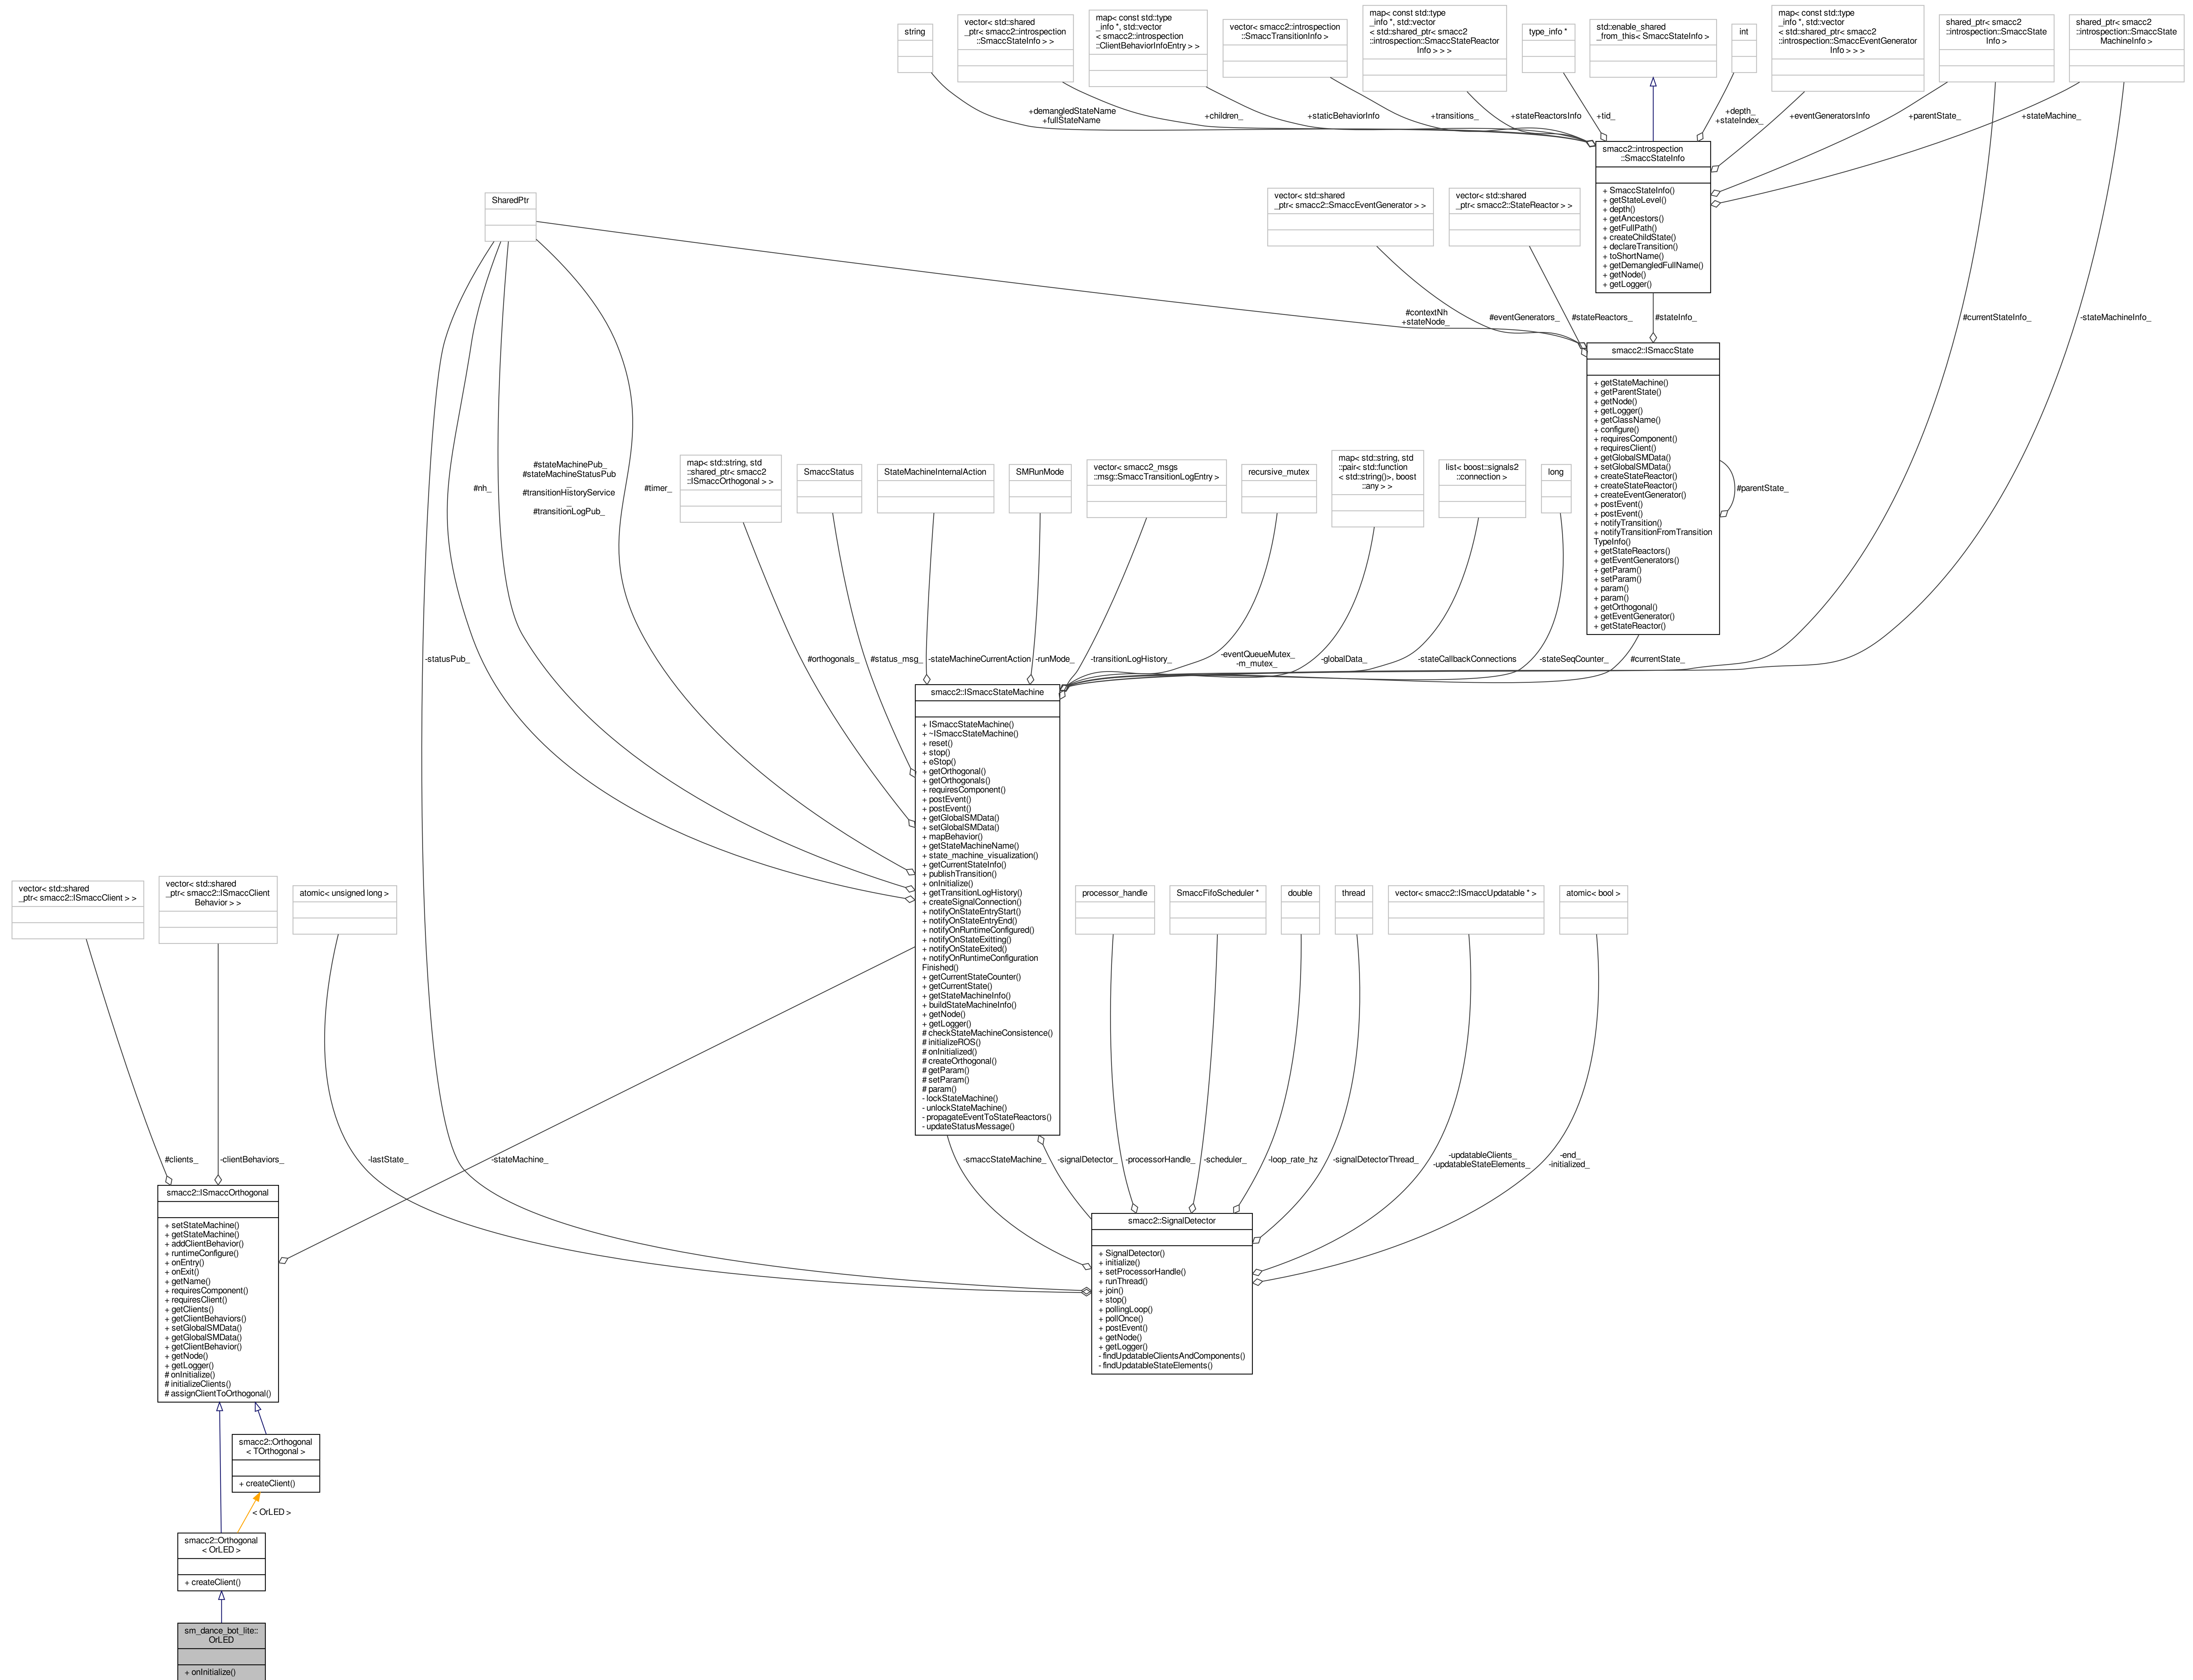 string
vector< std::shared
_ptr< smacc2::introspection
::SmaccStateInfo > >
map< const std::type
_info *, std::vector
< smacc2::introspection
::ClientBehaviorInfoEntry > >
vector< smacc2::introspection
::SmaccTransitionInfo >
map< const std::type
_info *, std::vector
< std::shared_ptr< smacc2
::introspection::SmaccStateReactor
Info > > >
type_info *
std::enable_shared
_from_this< SmaccStateInfo >
int
map< const std::type
_info *, std::vector
< std::shared_ptr< smacc2
::introspection::SmaccEventGenerator
Info > > >
shared_ptr< smacc2
::introspection::SmaccState
Info >
shared_ptr< smacc2
::introspection::SmaccState
MachineInfo >
+demangledStateName
+fullStateName
+children_
+staticBehaviorInfo
+transitions_
+stateReactorsInfo
+tid_
+depth_
+stateIndex_
+eventGeneratorsInfo
+parentState_
+stateMachine_
smacc2::introspection
::SmaccStateInfo
+ SmaccStateInfo()
+ getStateLevel()
+ depth()
+ getAncestors()
+ getFullPath()
+ createChildState()
+ declareTransition()
+ toShortName()
+ getDemangledFullName()
+ getNode()
+ getLogger()
SharedPtr
vector< std::shared
_ptr< smacc2::SmaccEventGenerator > >
vector< std::shared
_ptr< smacc2::StateReactor > >
#contextNh
+stateNode_
#eventGenerators_
#stateReactors_
#stateInfo_
#currentStateInfo_
-stateMachineInfo_
smacc2::ISmaccState
+ getStateMachine()
+ getParentState()
+ getNode()
+ getLogger()
+ getClassName()
+ configure()
+ requiresComponent()
+ requiresClient()
+ getGlobalSMData()
+ setGlobalSMData()
+ createStateReactor()
+ createStateReactor()
+ createEventGenerator()
+ postEvent()
+ postEvent()
+ notifyTransition()
+ notifyTransitionFromTransition
TypeInfo()
+ getStateReactors()
+ getEventGenerators()
+ getParam()
+ setParam()
+ param()
+ param()
+ getOrthogonal()
+ getEventGenerator()
+ getStateReactor()
#parentState_
#nh_
#stateMachinePub_
#stateMachineStatusPub
_
#transitionHistoryService
_
#transitionLogPub_
#timer_
map< std::string, std
::shared_ptr< smacc2
::ISmaccOrthogonal > >
SmaccStatus
StateMachineInternalAction
SMRunMode
vector< smacc2_msgs
::msg::SmaccTransitionLogEntry >
recursive_mutex
map< std::string, std
::pair< std::function
< std::string()>, boost
::any > >
list< boost::signals2
::connection >
long
-statusPub_
#orthogonals_
#status_msg_
-stateMachineCurrentAction
-runMode_
-transitionLogHistory_
-eventQueueMutex_
-m_mutex_
-globalData_
-stateCallbackConnections
-stateSeqCounter_
#currentState_
smacc2::ISmaccStateMachine
+ ISmaccStateMachine()
+ ~ISmaccStateMachine()
+ reset()
+ stop()
+ eStop()
+ getOrthogonal()
+ getOrthogonals()
+ requiresComponent()
+ postEvent()
+ postEvent()
+ getGlobalSMData()
+ setGlobalSMData()
+ mapBehavior()
+ getStateMachineName()
+ state_machine_visualization()
+ getCurrentStateInfo()
+ publishTransition()
+ onInitialize()
+ getTransitionLogHistory()
+ createSignalConnection()
+ notifyOnStateEntryStart()
+ notifyOnStateEntryEnd()
+ notifyOnRuntimeConfigured()
+ notifyOnStateExitting()
+ notifyOnStateExited()
+ notifyOnRuntimeConfiguration
Finished()
+ getCurrentStateCounter()
+ getCurrentState()
+ getStateMachineInfo()
+ buildStateMachineInfo()
+ getNode()
+ getLogger()
# checkStateMachineConsistence()
# initializeROS()
# onInitialized()
# createOrthogonal()
# getParam()
# setParam()
# param()
- lockStateMachine()
- unlockStateMachine()
- propagateEventToStateReactors()
- updateStatusMessage()
vector< std::shared
_ptr< smacc2::ISmaccClient > >
vector< std::shared
_ptr< smacc2::ISmaccClient
Behavior > >
atomic< unsigned long >
processor_handle
SmaccFifoScheduler *
double
thread
vector< smacc2::ISmaccUpdatable * >
atomic< bool >
#clients_
-clientBehaviors_
-lastState_
-stateMachine_
-smaccStateMachine_
-signalDetector_
-processorHandle_
-scheduler_
-loop_rate_hz
-signalDetectorThread_
-updatableClients_
-updatableStateElements_
-end_
-initialized_
smacc2::ISmaccOrthogonal
+ setStateMachine()
+ getStateMachine()
+ addClientBehavior()
+ runtimeConfigure()
+ onEntry()
+ onExit()
+ getName()
+ requiresComponent()
+ requiresClient()
+ getClients()
+ getClientBehaviors()
+ setGlobalSMData()
+ getGlobalSMData()
+ getClientBehavior()
+ getNode()
+ getLogger()
# onInitialize()
# initializeClients()
# assignClientToOrthogonal()
smacc2::SignalDetector
+ SignalDetector()
+ initialize()
+ setProcessorHandle()
+ runThread()
+ join()
+ stop()
+ pollingLoop()
+ pollOnce()
+ postEvent()
+ getNode()
+ getLogger()
- findUpdatableClientsAndComponents()
- findUpdatableStateElements()
smacc2::Orthogonal
< TOrthogonal >
+ createClient()
< OrLED >
smacc2::Orthogonal
< OrLED >
+ createClient()
sm_dance_bot_lite::
OrLED
+ onInitialize()